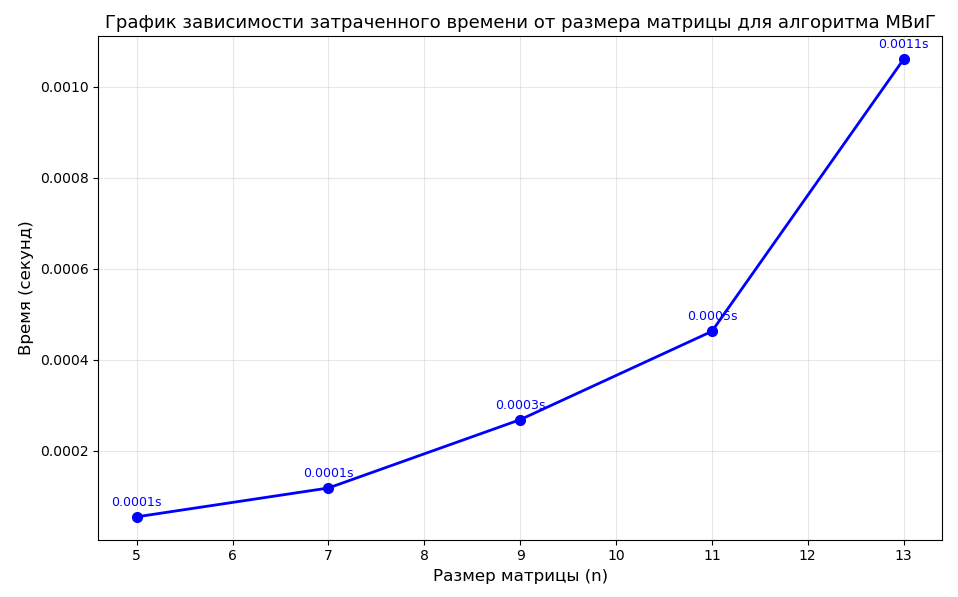 График зависимости затраченного времени от размера матрицы для алгоритма МВиГ
0.0011s
0.0010
0.0008
0.0006
0.0005s
0.0004
0.0003s
0.0002
0.0001s
0.0001s
Время (секунд)
5 6 7 8 9 10 11 12 13
Размер матрицы (n)